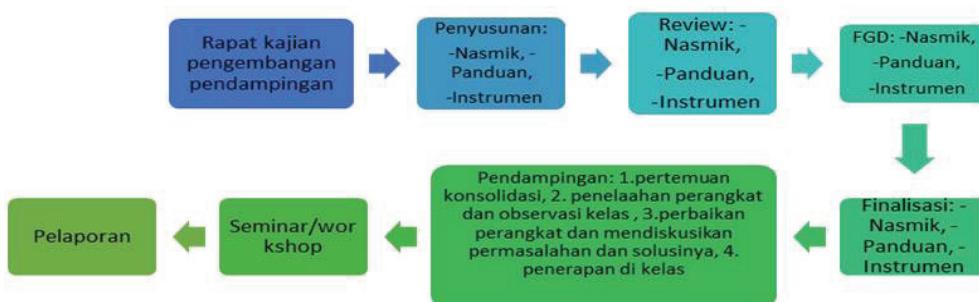 Rapat kajian
pengembangan
pendampingan
Penyusunan:
-Nasmik, -
Panduan,
-Instrumen
Review: -
Nasmik,
-Panduan,
-Instrumen
FGD: -Nasmik,
-Panduan,
-Instrumen
Finalisasi: -
Nasmik, -
Panduan, -
Instrumen
Pendampingan: 1.pertemuan
konsolidasi, 2. penelaahan perangkat
dan observasi kelas , 3.perbaikan
perangkat dan mendiskusikan
permasalahan dan solusinya, 4.
penerapan di kelas
Seminar/wor
kshop
Pelaporan